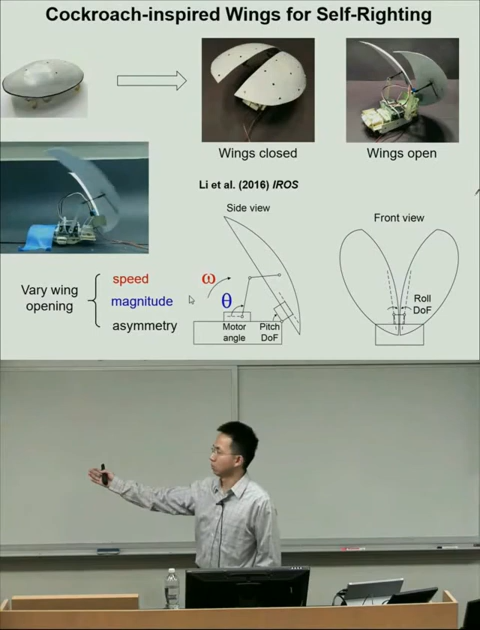 Cockroach-inspired Wings for Self-Righting
Wings closed
Wings open
Li et al. (2016) IROS
Side view
Front view
Vary wing
opening
speed
magnitude
asymmetry
ω
θ
Motor
angle
Pitch
DoF
Roll
DoF